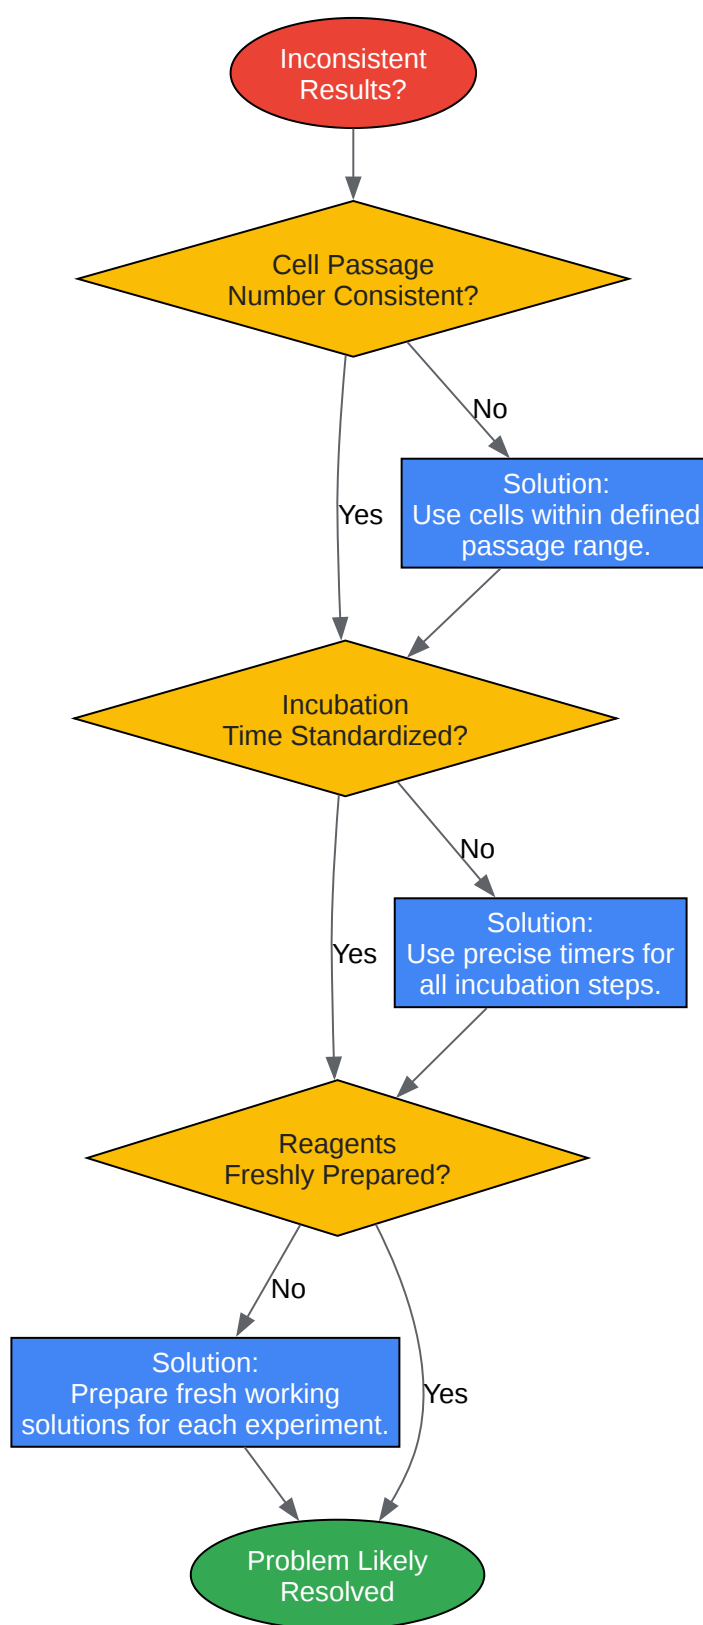 Inconsistent
Results?
Cell Passage
Number Consistent?
No
Solution:
Use cells within defined
passage range.
Yes
Incubation
Time Standardized?
No
Solution:
Use precise timers for
all incubation steps.
Yes
Reagents
Freshly Prepared?
No
Solution:
Prepare fresh working
solutions for each experiment.
Yes
Problem Likely
Resolved